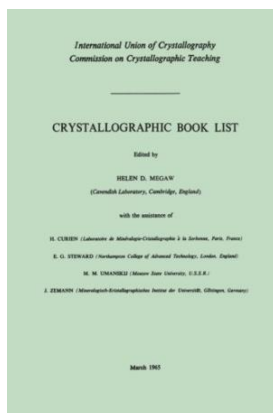 International Union of Crystallography
Commission on Crystallographic Teaching
CRYSTALLOGRAPHIC BOOK LIST
Edited by
HELEN D. MEGAW
(Cavendish Laboratory, Cambridge, England)
with the assistance of
H. CURIEN (Laboratoire de Minéralogie-Cristallographie à la Sorbonne, Paris, France)
E. G. STEWARD (Northampton College of Advanced Technology, London, England)
M. M. UMANSKIJ (Moscow State University, U.S.S.R.)
J. ZEMANN (Mineralogisch-Kristallographisches Institut der Universität, Göttingen, Germany)
March 1965